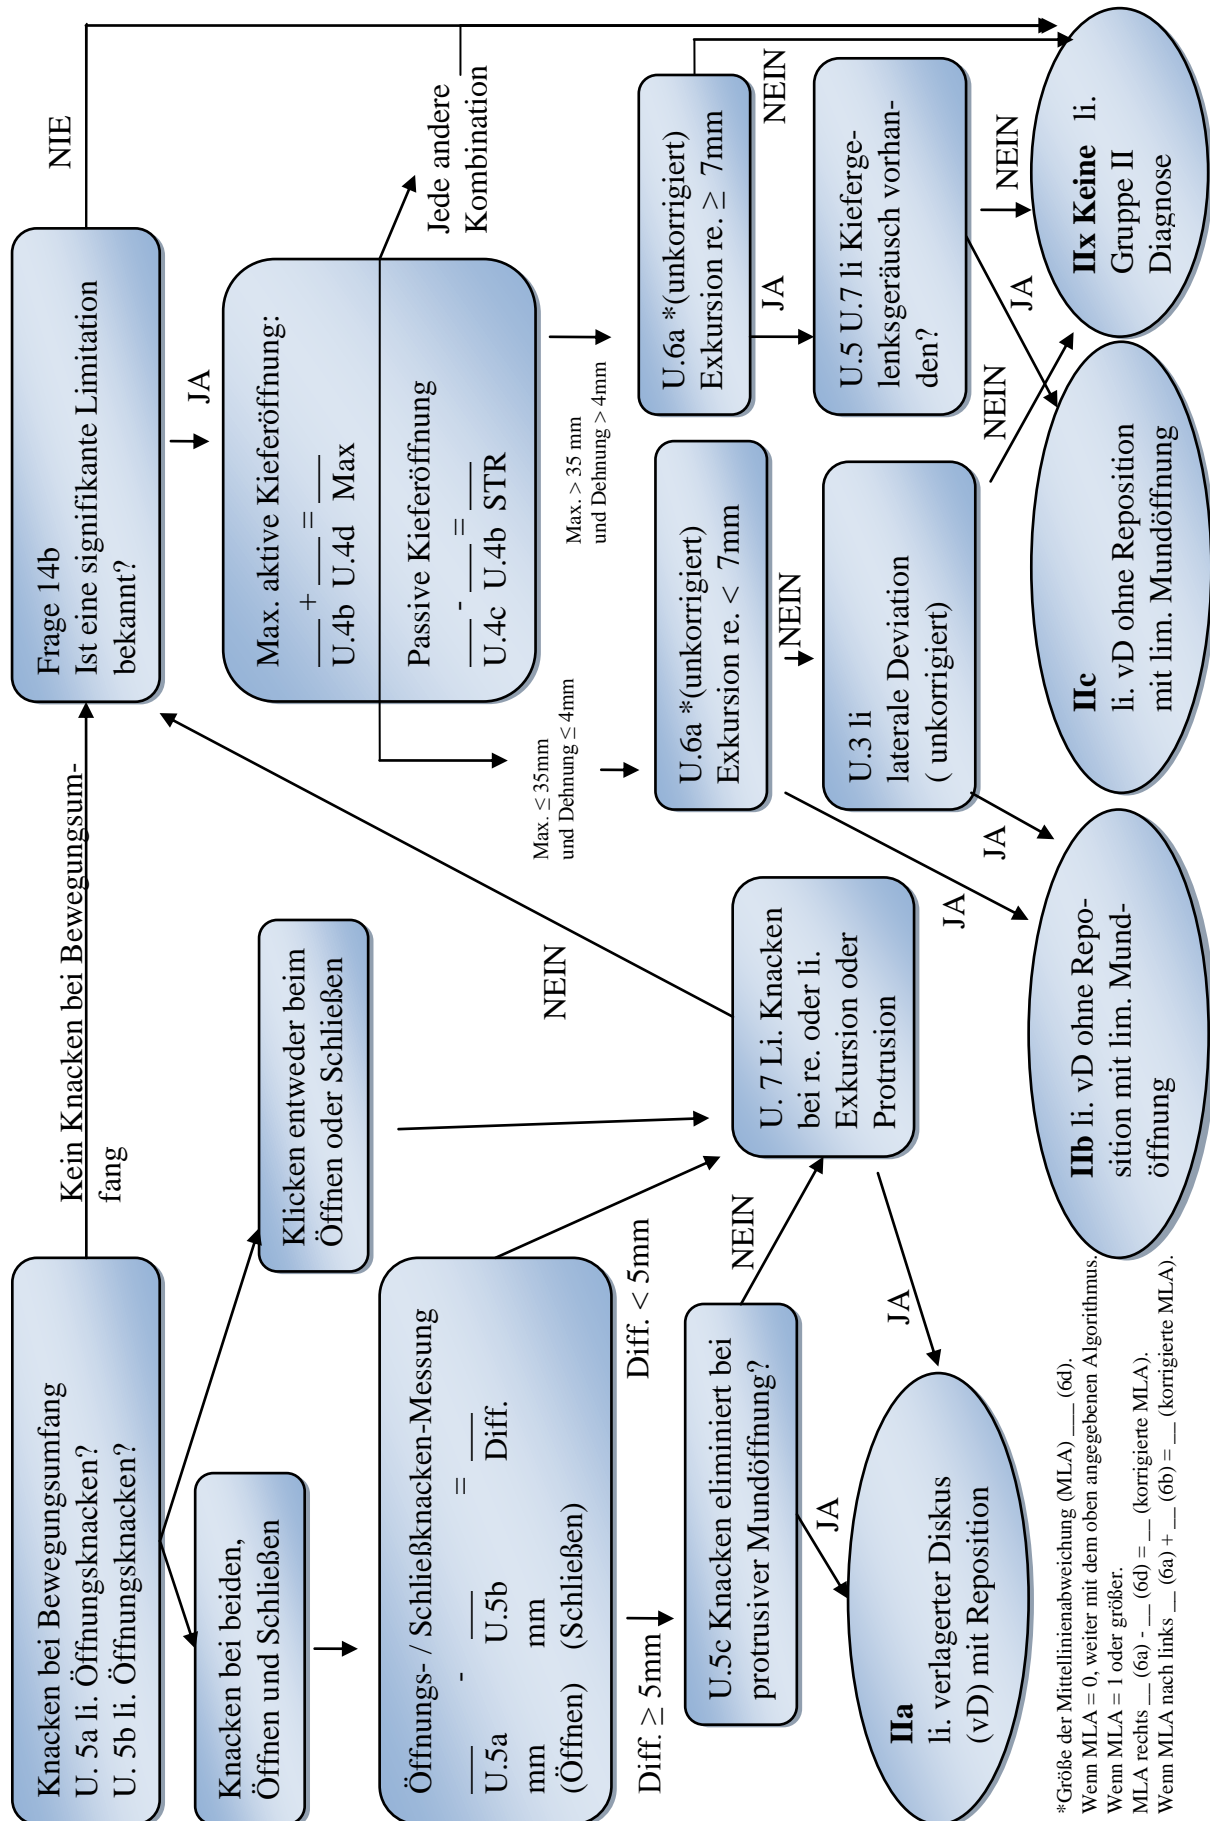 Knacken bei Bewegungsumfang
U. 5a li. Öffnungsknacken?
U. 5b li. Öffnungsknacken?
Kein Knacken bei Bewegungsum-
fang
Frage 14b
Ist eine signifikante Limitation
bekannt?
NIE
JA
Knacken bei beiden,
Öffnen und Schließen
Klicken entweder beim
Öffnen oder Schließen
Max. aktive Kieferöffnung:
___ + ___ = ___
U.4b U.4d Max
Passive Kieferöffnung
___ - ___ = ___
U.4c U.4b STR
Jede andere
Kombination
Öffnungs- / Schließknacken-Messung
___ - ___ = ___
U.5a U.5b Diff.
mm mm
(Öffnen) (Schließen)
NEIN
Max. ≤ 35mm
und Dehnung ≤ 4mm
Max. > 35 mm
und Dehnung > 4mm
Diff. ≥ 5mm
Diff. < 5mm
U.5c Knacken eliminiert bei
protrusiver Mundöffnung?
NEIN
U. 7 Li. Knacken
bei re. oder li.
Exkursion oder
Protrusion
U.6a *(unkorrigiert)
Exkursion re. < 7mm
U.6a *(unkorrigiert)
Exkursion re. ≥ 7mm
NEIN
JA
NEIN
JA
JA
JA
U.3 li
laterale Deviation
( unkorrigiert)
U.5 U.7 li Kieferge-
lenksgeräusch vorhan-
den?
JA
NEIN
JA
NEIN
IIa
li. verlagerter Diskus
(vD) mit Reposition
IIb li. vD ohne Repo-
sition mit lim. Mund-
öffnung
IIc
li. vD ohne Reposition
mit lim. Mundöffnung
IIx Keine li.
Gruppe II
Diagnose
*Größe der Mittellinienabweichung (MLA) ___ (6d).
Wenn MLA = 0, weiter mit dem oben angegebenen Algorithmus.
Wenn MLA = 1 oder größer.
MLA rechts __ (6a) - __ (6d) = __ (korrigierte MLA).
Wenn MLA nach links __ (6a) + __ (6b) = __ (korrigierte MLA).